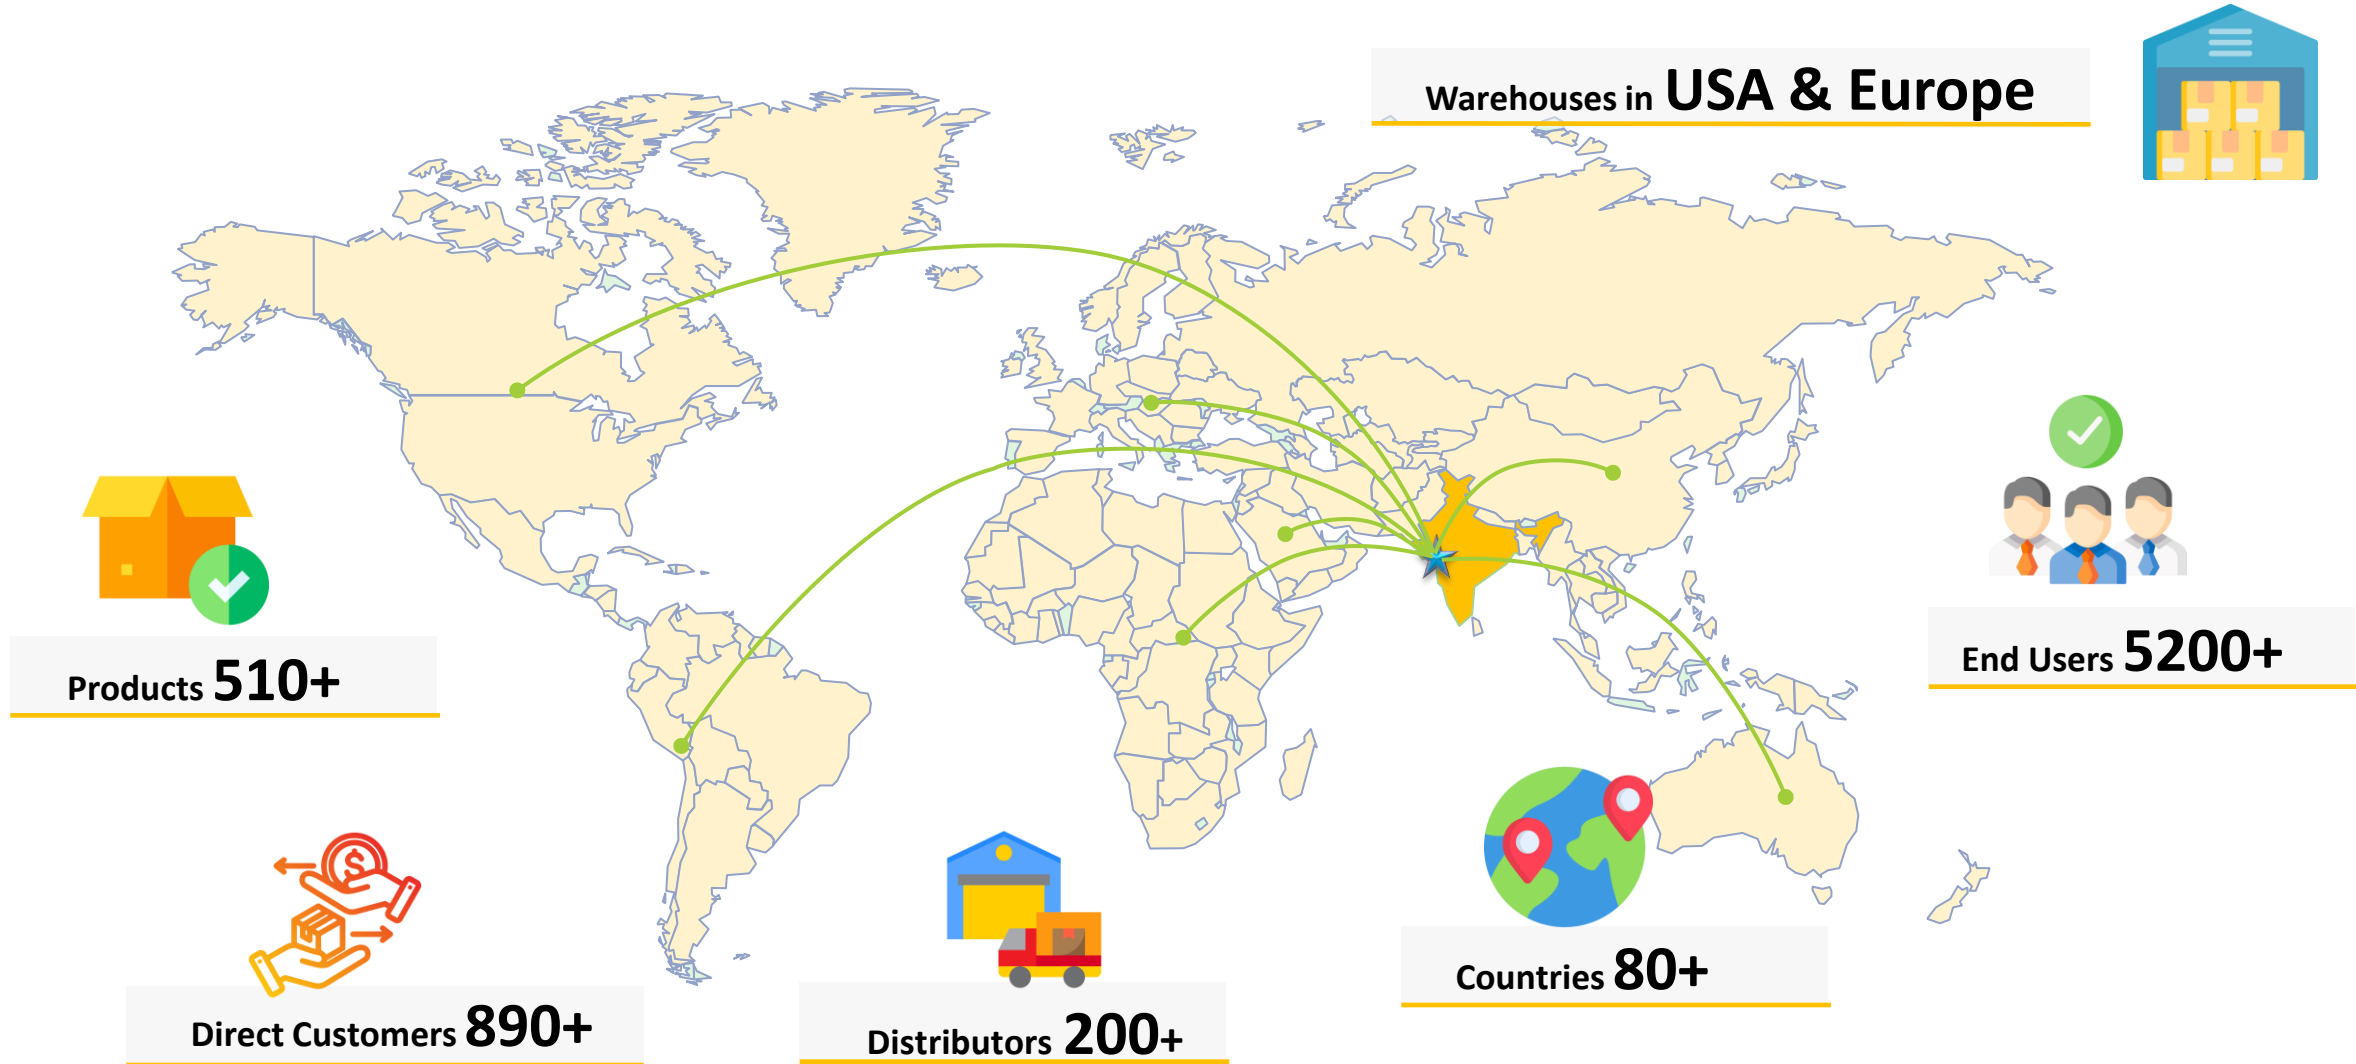 Warehouses in USA & Europe
Products 510+
End Users 5200+
Countries 80+
Direct Customers 890+
Distributors 200+